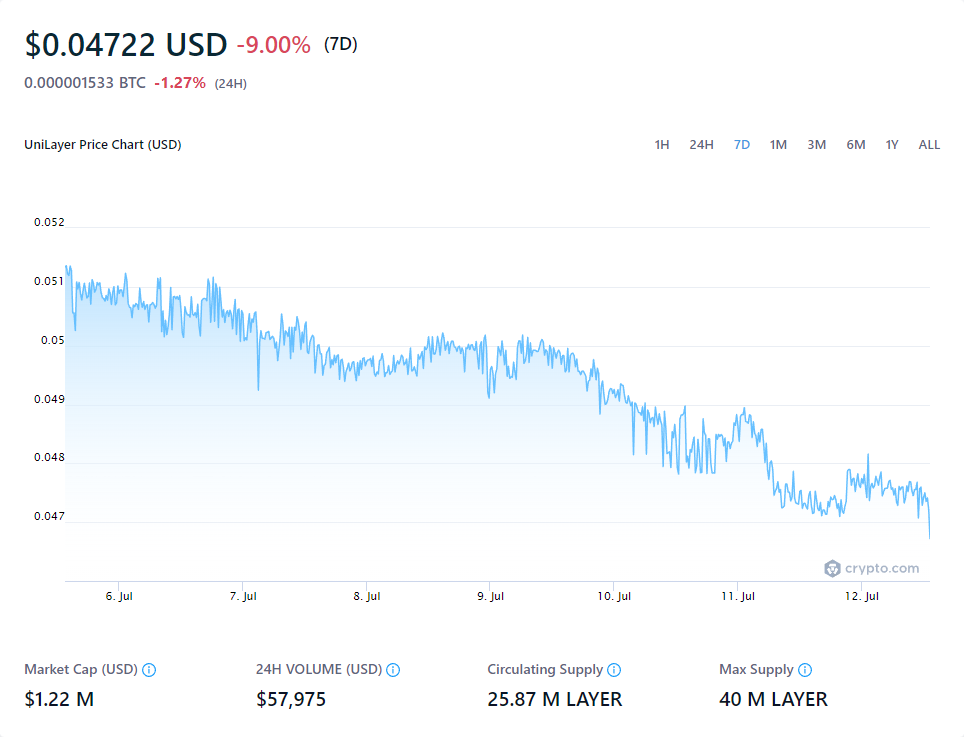 $0.04722 USD -9.00% (7D)
0.000001533 BTC -1.27% (24H)
UniLayer Price Chart (USD) 1H 24H 7D 1M 3M 6M 1Y ALL
0.052
0.051
0.05
0.049
0.048
0.047
crypto.com
6. Jul 7. Jul 8. Jul 9. Jul 10. Jul 11. Jul 12. Jul
Market Cap (USD) 24H VOLUME (USD) Circulating Supply Max Supply
$1.22 M $57,975 25.87 M LAYER 40 M LAYER